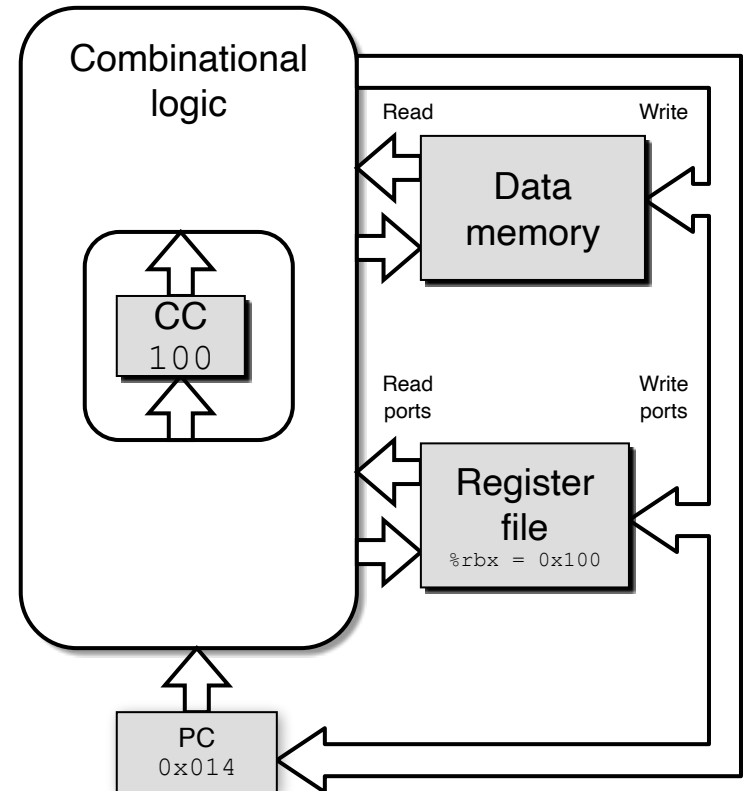 Combinational
logic
Read
Write
Data
memory
CC
100
Read
ports
Write
ports
Register
file
%rbx = 0x100
PC
0x014